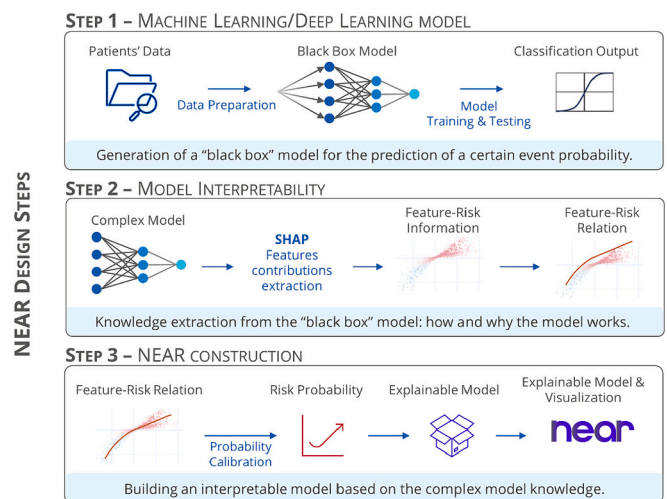 NEAR DESIGN STEPS
STEP 1 – MACHINE LEARNING/DEEP LEARNING MODEL
Patients' Data
Black Box Model
Classification Output
Data Preparation
Model
Training & Testing
Generation of a “black box” model for the prediction of a certain event probability.
STEP 2 – MODEL INTERPRETABILITY
Complex Model
SHAP
Features
contributions
extraction
Feature-Risk
Information
Feature-Risk
Relation
Knowledge extraction from the “black box” model: how and why the model works.
STEP 3 – NEAR CONSTRUCTION
Feature-Risk Relation
Probability
Calibration
Risk Probability
Explainable Model
Explainable Model &
Visualization
near
Building an interpretable model based on the complex model knowledge.